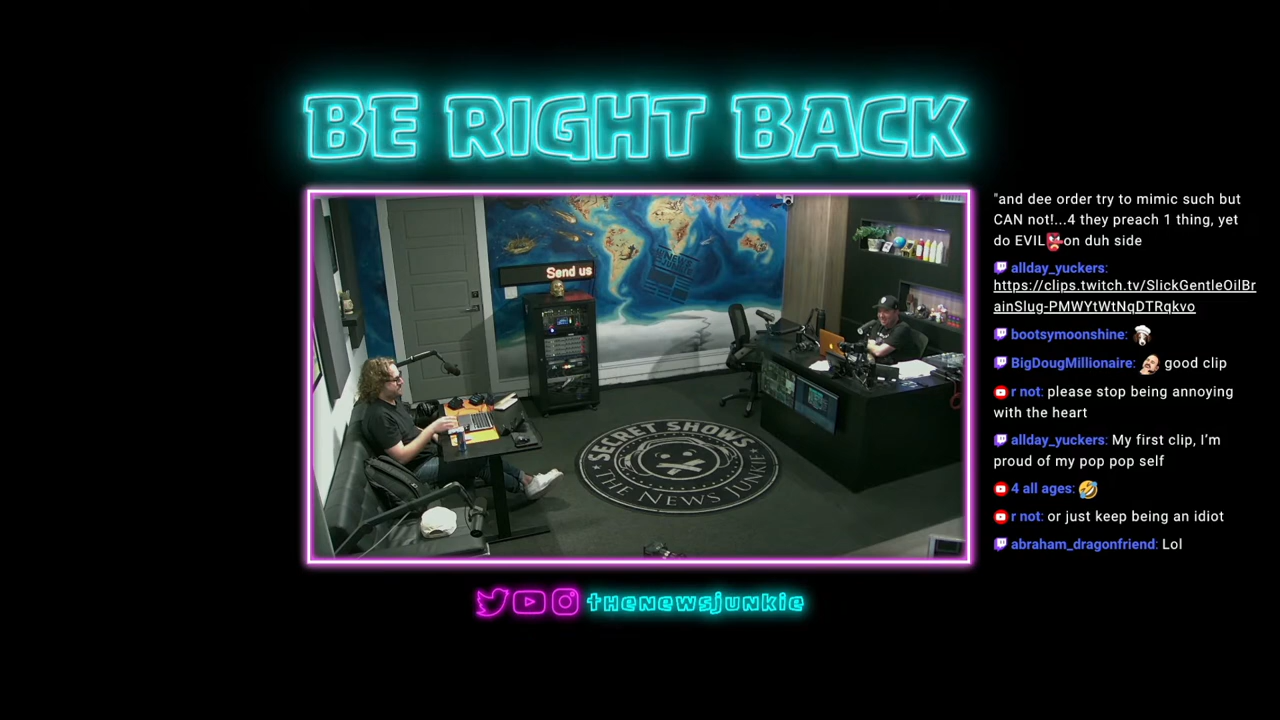 BE RIGHT BACK
"and dee order try to mimic such but
CAN not!...4 they preach 1 thing, yet
do EVIL👹on duh side
allday_yuckers:
https://clips.twitch.tv/SlickGentleOilBr
ainSlug-PMWYtWtNqDTRqkvo
bootsymoonshine:
BigDougMillionaire: good clip
r not: please stop being annoying
with the heart
allday_yuckers: My first clip, I'm
proud of my pop pop self
4 all ages: 🤣
r not: or just keep being an idiot
abraham_dragonfriend: Lol
Send us
SECRET SHOWS
THE NEWS JUNKIE
thenewsjunkie